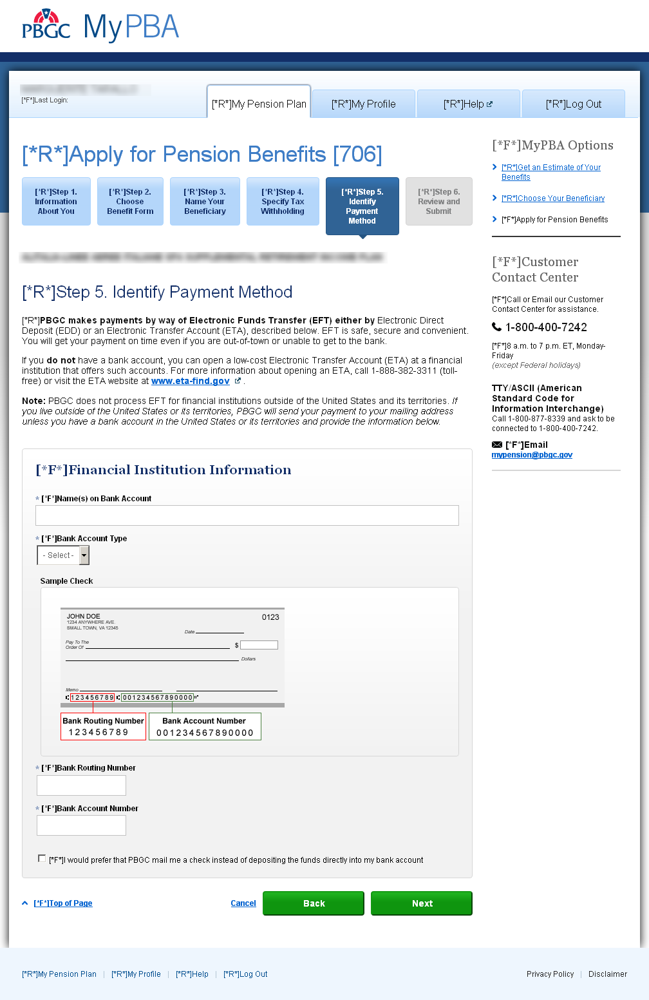 PBGC MyPBA
[*F*]Last Login:
[*R*]My Pension Plan
[*R*]My Profile
[*R*]Help
[*R*]Log Out
[*R*]Apply for Pension Benefits [706]
[*R*]Step 1.
Information
About You
[*R*]Step 2.
Choose
Benefit Form
[*R*]Step 3.
Name Your
Beneficiary
[*R*]Step 4.
Specify Tax
Withholding
[*R*]Step 5.
Identify
Payment
Method
[*R*]Step 6.
Review and
Submit
[*R*]Step 5. Identify Payment Method
[*R*]PBGC makes payments by way of Electronic Funds Transfer (EFT) either by Electronic Direct
Deposit (EDD) or an Electronic Transfer Account (ETA), described below. EFT is safe, secure and convenient.
You will get your payment on time even if you are out-of-town or unable to get to the bank.
If you do not have a bank account, you can open a low-cost Electronic Transfer Account (ETA) at a financial
institution that offers such accounts. For more information about opening an ETA, call 1-888-382-3311 (toll-
free) or visit the ETA website at www.eta-find.gov .
Note: PBGC does not process EFT for financial institutions outside of the United States and its territories. If
you live outside of the United States or its territories, PBGC will send your payment to your mailing address
unless you have a bank account in the United States or its territories and provide the information below.
[*F*]Financial Institution Information
* [*F*]Name(s) on Bank Account
* [*F*]Bank Account Type
- Select -
Sample Check
JOHN DOE
1234 ANYWHERE AVE.
SMALL TOWN, VA 12345
0123
Date
Pay To The
Order Of
$
Dollars
Memo
⑆123456789⑆ 001234567890000⑈
Bank Routing Number
123456789
Bank Account Number
001234567890000
* [*F*]Bank Routing Number
* [*F*]Bank Account Number
[*F*]I would prefer that PBGC mail me a check instead of depositing the funds directly into my bank account
[*F*]Top of Page
Cancel
Back
Next
[*F*]MyPBA Options
[*R*]Get an Estimate of Your
Benefits
[*R*]Choose Your Beneficiary
[*F*]Apply for Pension Benefits
[*F*]Customer
Contact Center
[*F*]Call or Email our Customer
Contact Center for assistance.
1-800-400-7242
[*F*]8 a.m. to 7 p.m. ET, Monday-
Friday
(except Federal holidays)
TTY/ASCII (American
Standard Code for
Information Interchange)
Call 1-800-877-8339 and ask to be
connected to 1-800-400-7242.
[*F*]Email
mypension@pbgc.gov
[*R*]My Pension Plan | [*R*]My Profile | [*R*]Help | [*R*]Log Out
Privacy Policy | Disclaimer